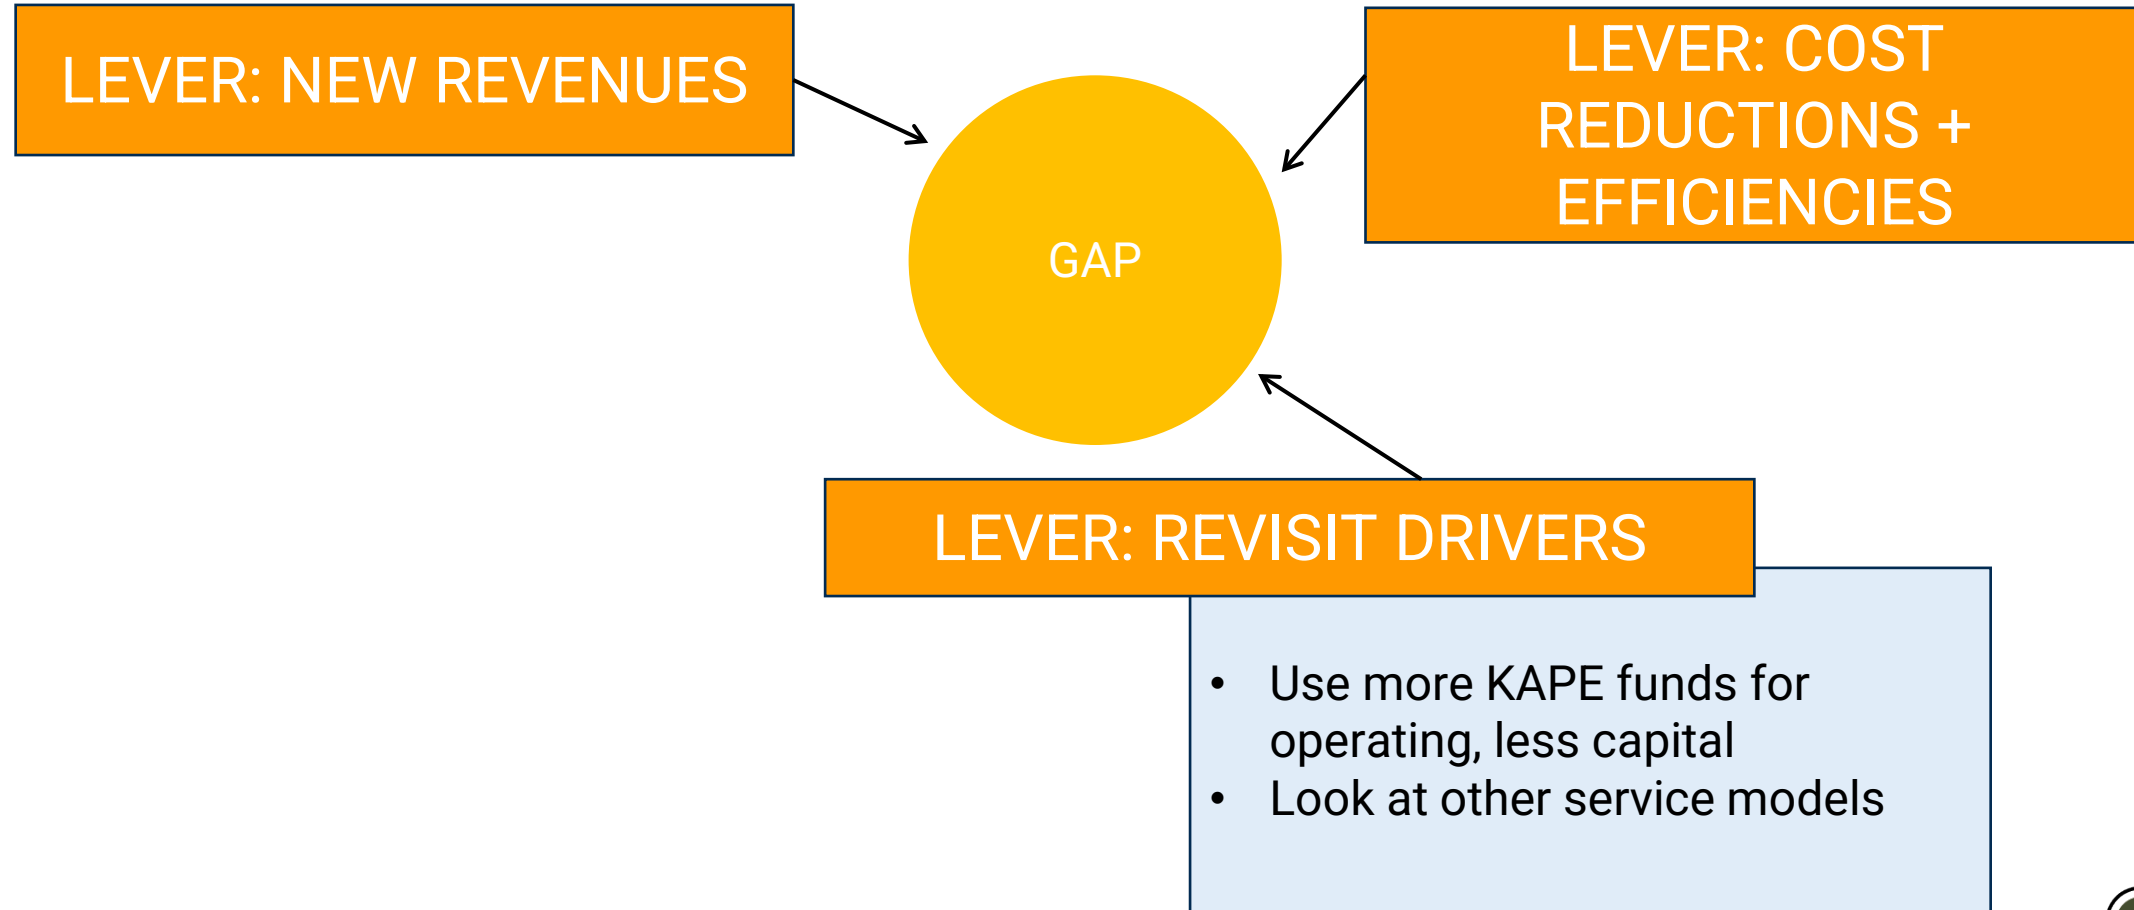 LEVER: NEW REVENUES
LEVER: COST
REDUCTIONS +
EFFICIENCIES
GAP
LEVER: REVISIT DRIVERS
• Use more KAPE funds for
operating, less capital
• Look at other service models